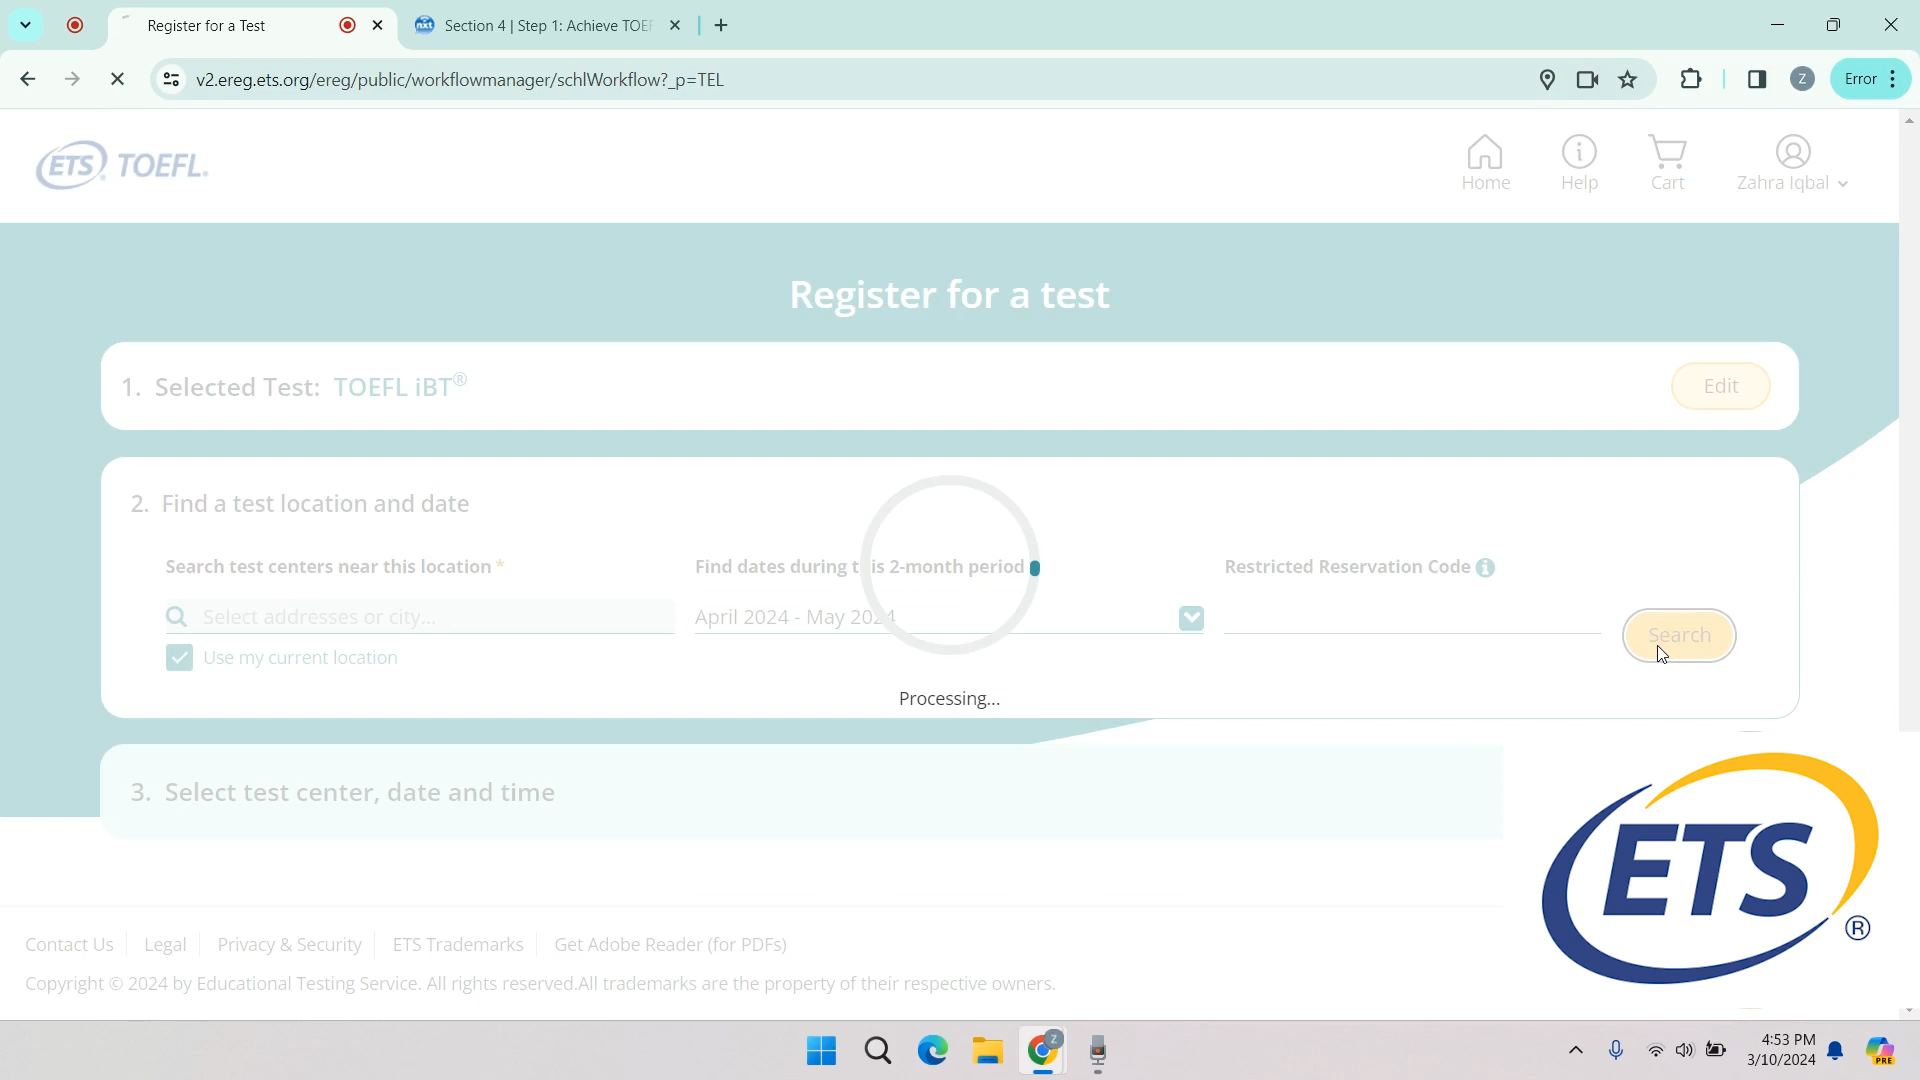 Register for a Test
Section 4 | Step 1: Achieve TOEF
v2.ereg.ets.org/ereg/public/workflowmanager/schlWorkflow?_p=TEL
Z
Error
ETS® TOEFL®
Home
Help
Cart
Zahra Iqbal
Register for a test
1. Selected Test: TOEFL iBT®
Edit
2. Find a test location and date
Search test centers near this location *
Find dates during this 2-month period
Restricted Reservation Code
Select addresses or city...
April 2024 - May 2024
Search
Use my current location
Processing...
3. Select test center, date and time
ETS®
Contact Us
Legal
Privacy & Security
ETS Trademarks
Get Adobe Reader (for PDFs)
Copyright © 2024 by Educational Testing Service. All rights reserved.All trademarks are the property of their respective owners.
Z
4:53 PM
3/10/2024
PRE